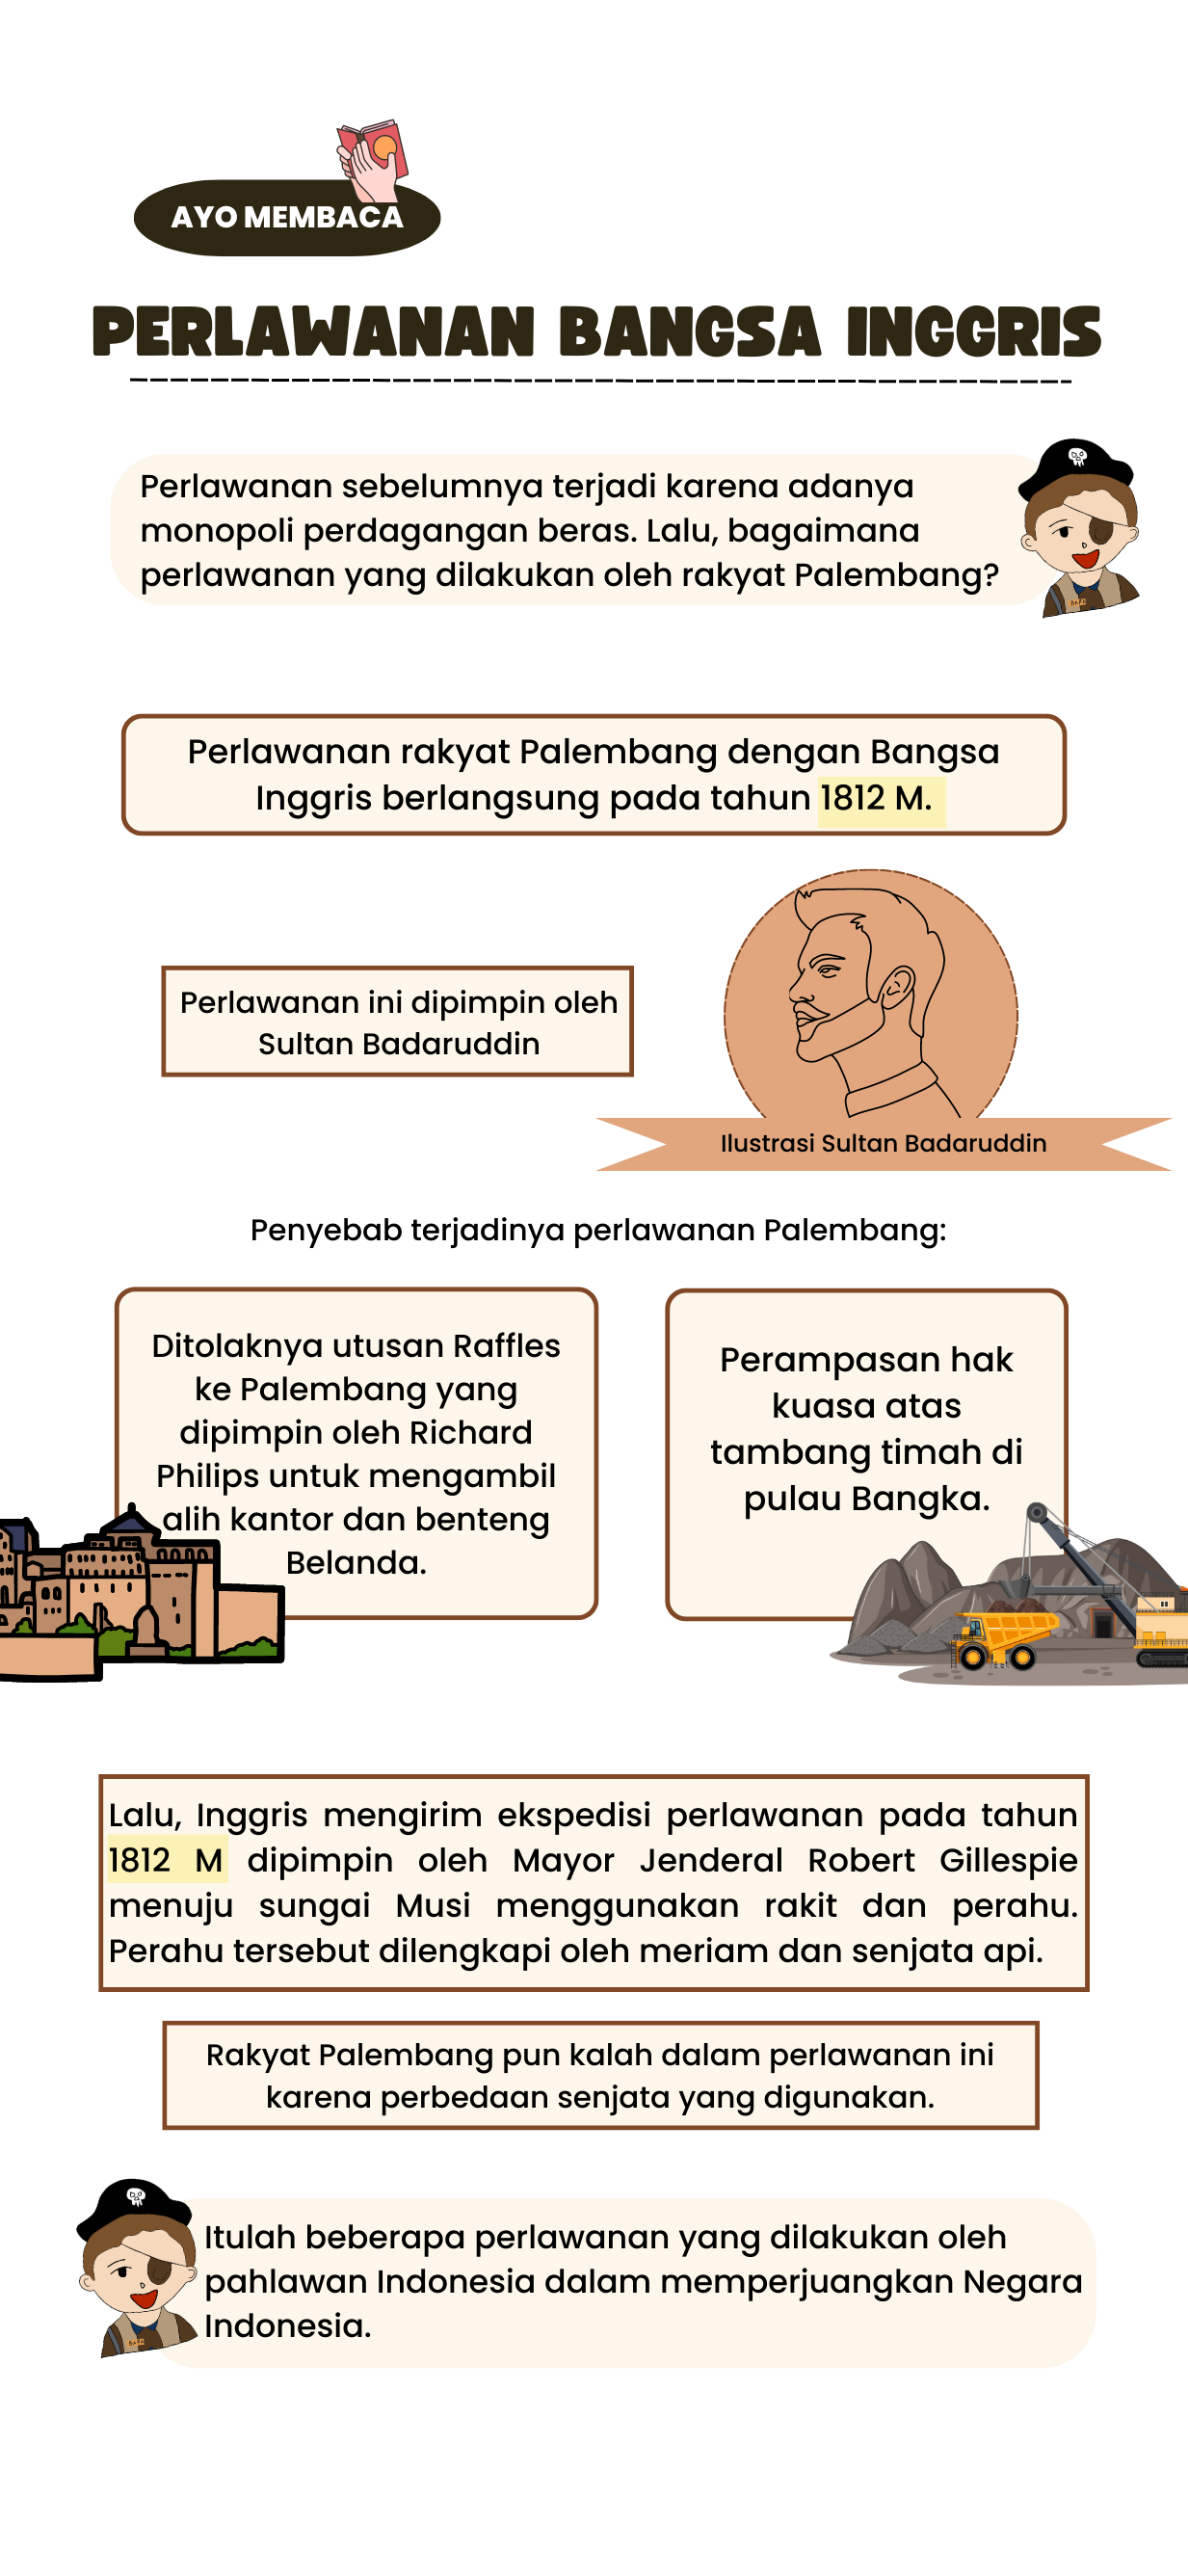 AYO MEMBACA
PERLAWANAN BANGSA INGGRIS
Perlawanan sebelumnya terjadi karena adanya
monopoli perdagangan beras. Lalu, bagaimana
perlawanan yang dilakukan oleh rakyat Palembang?
Perlawanan rakyat Palembang dengan Bangsa
Inggris berlangsung pada tahun 1812 M.
Perlawanan ini dipimpin oleh
Sultan Badaruddin
Ilustrasi Sultan Badaruddin
Penyebab terjadinya perlawanan Palembang:
Ditolaknya utusan Raffles
ke Palembang yang
dipimpin oleh Richard
Philips untuk mengambil
alih kantor dan benteng
Belanda.
Perampasan hak
kuasa atas
tambang timah di
pulau Bangka.
Lalu, Inggris mengirim ekspedisi perlawanan pada tahun
1812 M dipimpin oleh Mayor Jenderal Robert Gillespie
menuju sungai Musi menggunakan rakit dan perahu.
Perahu tersebut dilengkapi oleh meriam dan senjata api.
Rakyat Palembang pun kalah dalam perlawanan ini
karena perbedaan senjata yang digunakan.
Itulah beberapa perlawanan yang dilakukan oleh
pahlawan Indonesia dalam memperjuangkan Negara
Indonesia.